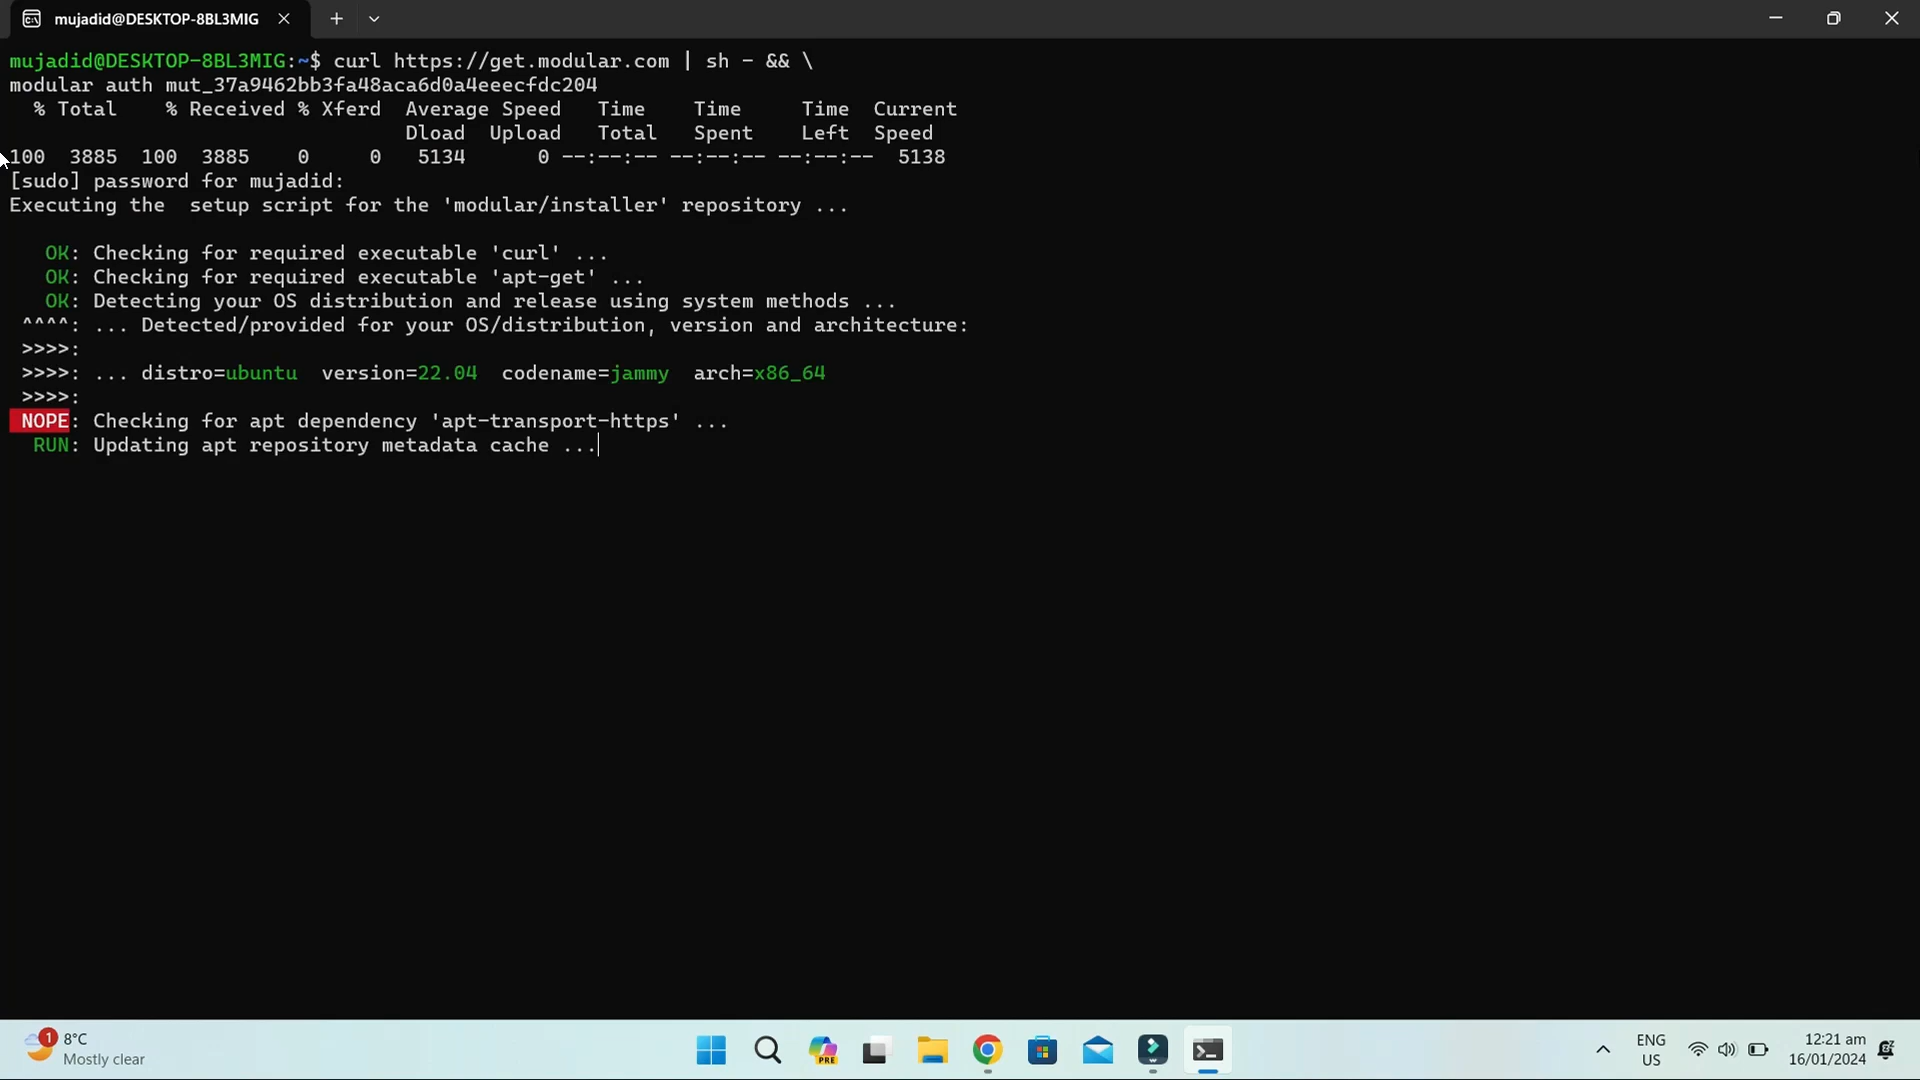 mujadid@DESKTOP-8BL3MIG
mujadid@DESKTOP-8BL3MIG:~$ curl https://get.modular.com | sh - && \
modular auth mut_37a9462bb3fa48aca6d0a4eeecfdc204
% Total % Received % Xferd Average Speed Time Time Time Current
Dload Upload Total Spent Left Speed
100 3885 100 3885 0 0 5134 0 --:--:-- --:--:-- --:--:-- 5138
[sudo] password for mujadid:
Executing the  setup script for the 'modular/installer' repository ...
OK: Checking for required executable 'curl' ...
OK: Checking for required executable 'apt-get' ...
OK: Detecting your OS distribution and release using system methods ...
^^^^: ... Detected/provided for your OS/distribution, version and architecture:
>>>>:
>>>>: ... distro=ubuntu  version=22.04  codename=jammy  arch=x86_64
>>>>:
NOPE: Checking for apt dependency 'apt-transport-https' ...
RUN: Updating apt repository metadata cache ...
1
8°C
Mostly clear
PRE
ENG
US
12:21 am
16/01/2024